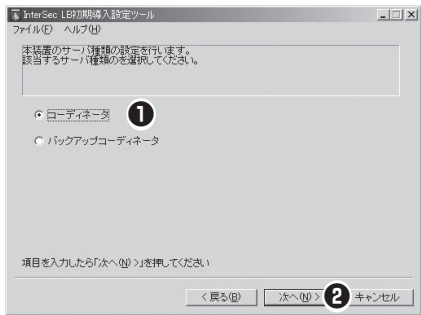 InterSec LB初期導入設定ツール
ファイル(F) ヘルプ(H)
本装置のサーバ種類の設定を行います。
該当するサーバ種類のを選択してください。
コーディネータ ❶
バックアップコーディネータ
項目を入力したら「次へ(N) >」を押してください
< 戻る(B) 次へ(N) > ❷ キャンセル